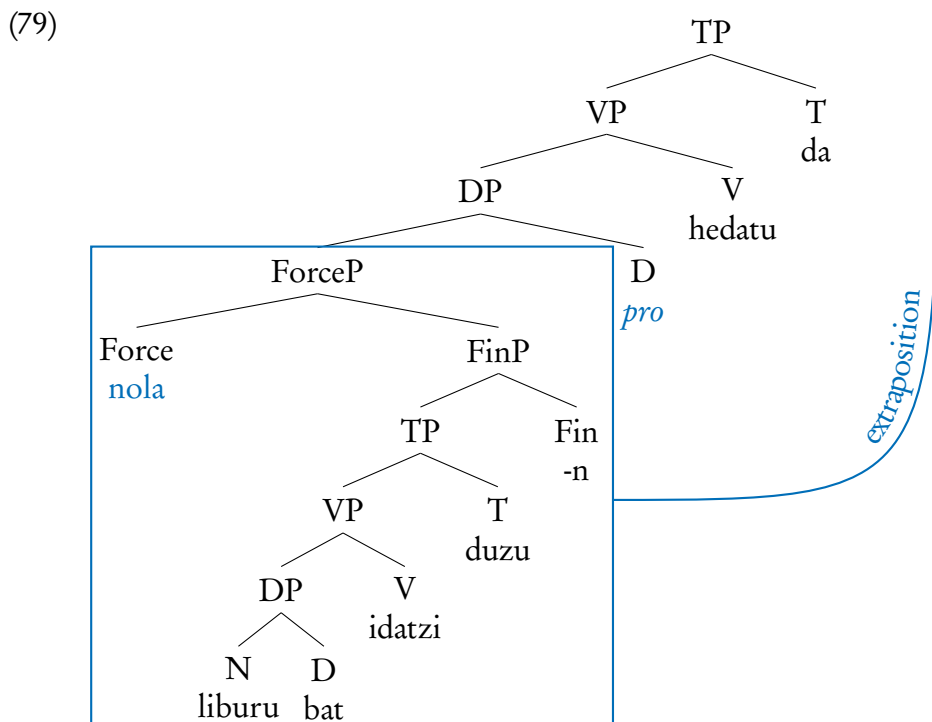 (79)
TP
VP T
da
DP V
hedatu
ForceP D
pro
Force FinP
nola
TP Fin
-n
VP T
duzu
DP V
idatzi
N D
liburu bat
extraposition